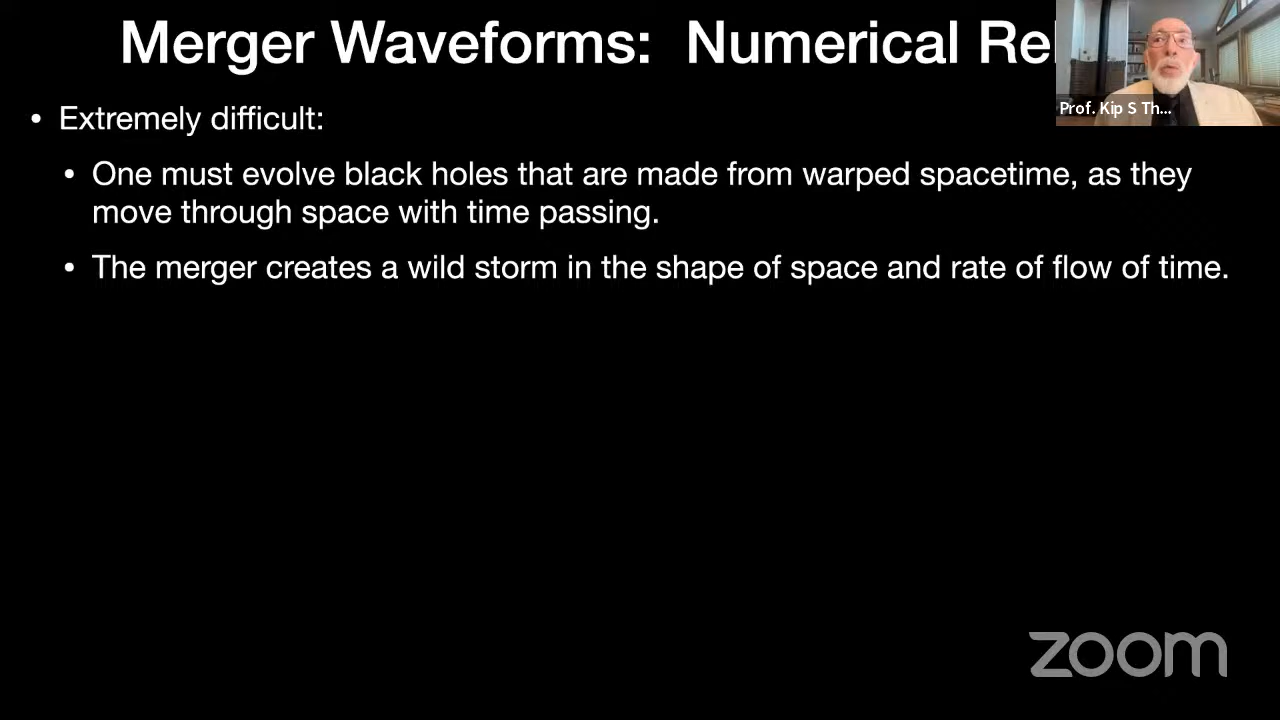 Merger Waveforms: Numerical Rel
Prof. Kip S Th...
• Extremely difficult:
• One must evolve black holes that are made from warped spacetime, as they
move through space with time passing.
• The merger creates a wild storm in the shape of space and rate of flow of time.
zoom